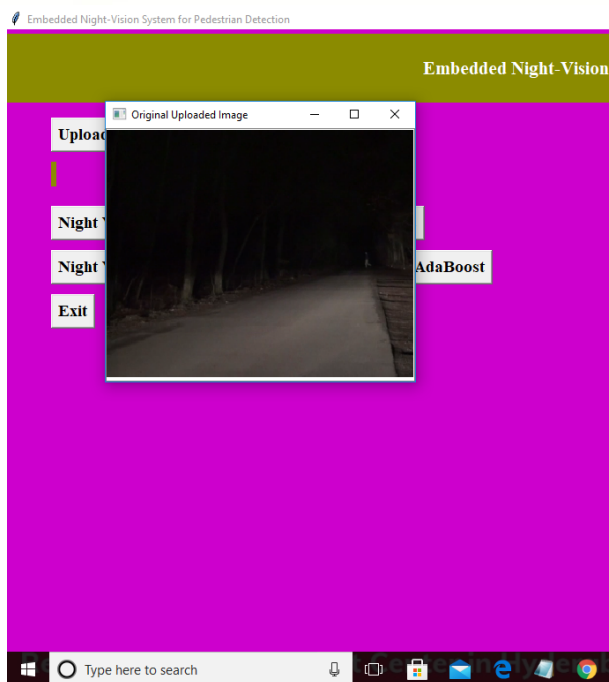 Embedded Night-Vision System for Pedestrian Detection
Embedded Night-Vision
Original Uploaded Image
Night
Night
AdaBoost
Exit
Type here to search